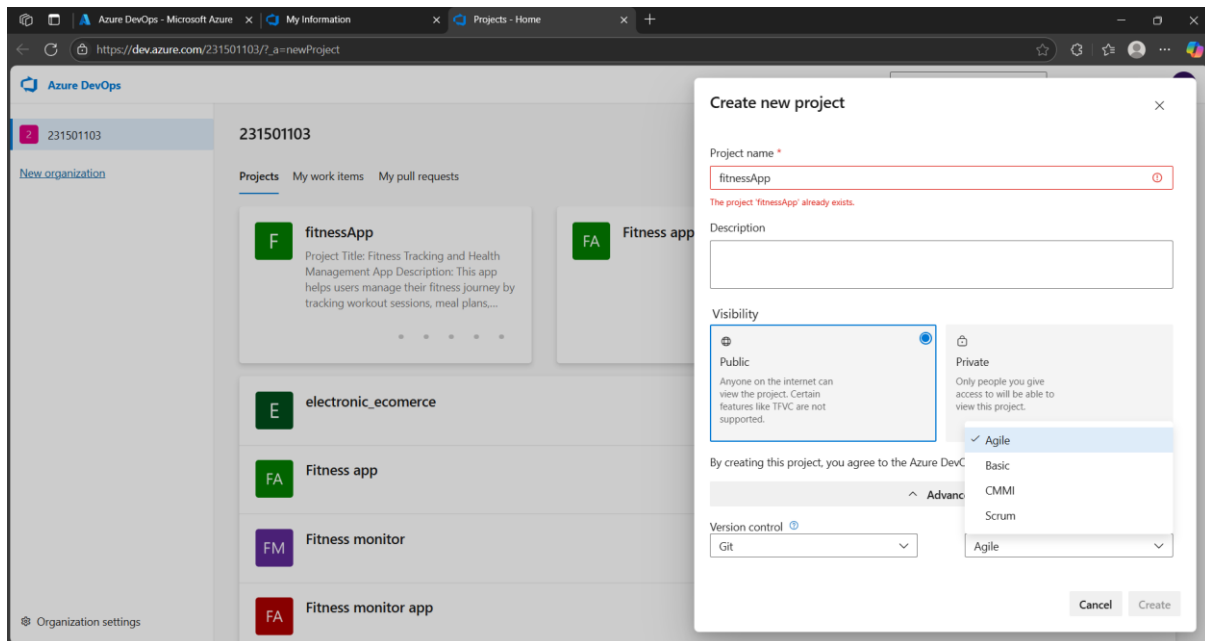 Azure DevOps - Microsoft Azure
My Information
Projects - Home
https://dev.azure.com/231501103/?_a=newProject
Azure DevOps
2 231501103
New organization
Organization settings
231501103
Projects My work items My pull requests
F
fitnessApp
Project Title: Fitness Tracking and Health
Management App Description: This app
helps users manage their fitness journey by
tracking workout sessions, meal plans,...
FA
Fitness app
E
electronic_ecomerce
FA
Fitness app
FM
Fitness monitor
FA
Fitness monitor app
Create new project
Project name *
fitnessApp
The project 'fitnessApp' already exists.
Description
Visibility
Public
Anyone on the internet can
view the project. Certain
features like TFVC are not
supported.
Private
Only people you give
access to will be able to
view this project.
By creating this project, you agree to the Azure
Agile
Basic
CMMI
Scrum
Version control
Git
Agile
Cancel
Create